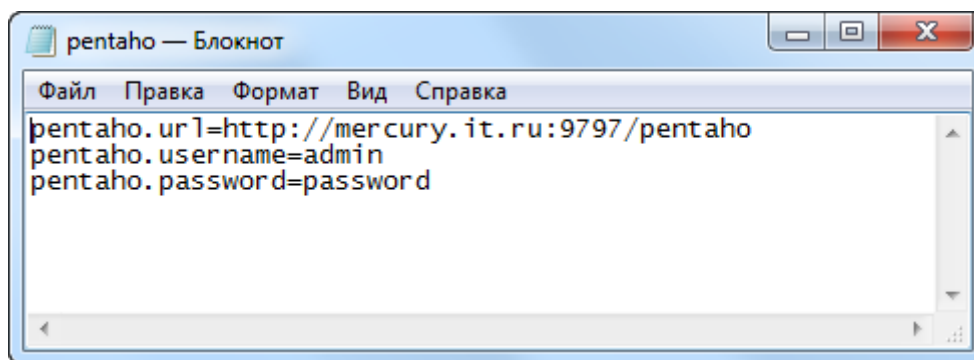 pentaho — Блокнот
Файл Правка Формат Вид Справка
pentaho.url=http://mercury.it.ru:9797/pentaho
pentaho.username=admin
pentaho.password=password